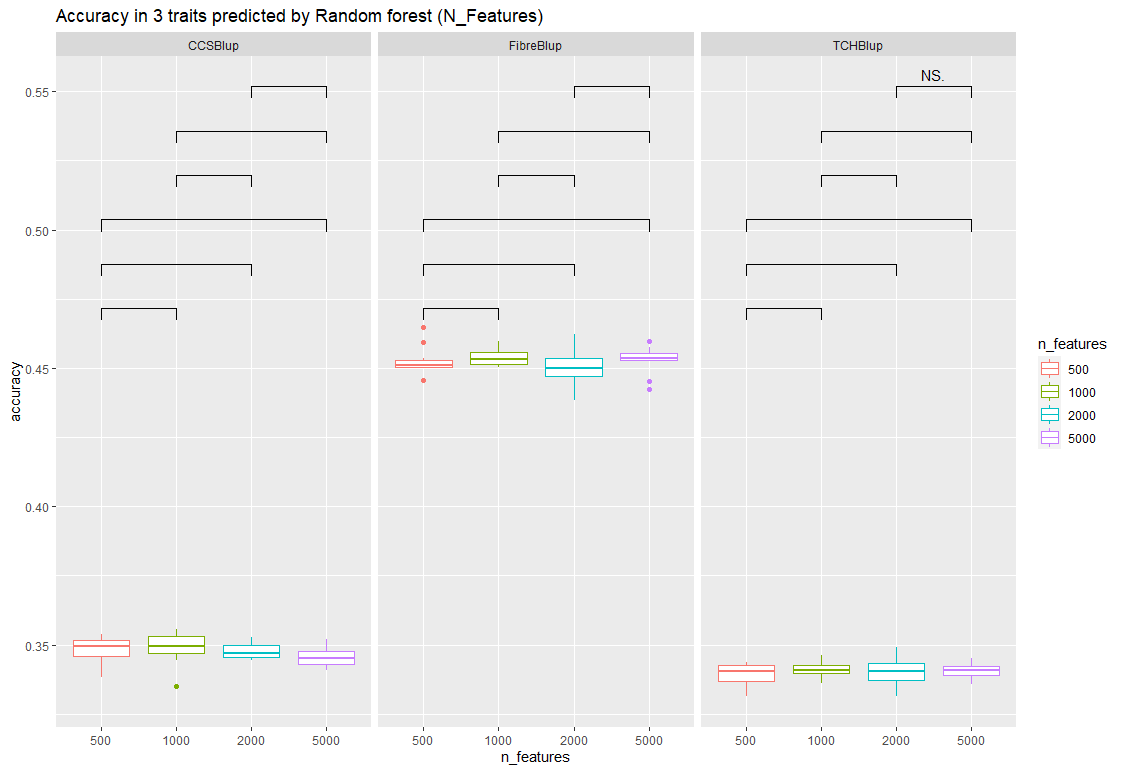 Accuracy in 3 traits predicted by Random forest (N_Features)
CCSBlup
FibreBlup
TCHBlup
NS.
0.55
0.50
0.45
0.40
0.35
accuracy
500 1000 2000 5000
500 1000 2000 5000
500 1000 2000 5000
n_features
n_features
500
1000
2000
5000